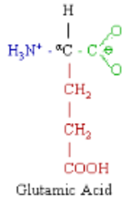 H
H₃N⁺ αC C O
⊖
O
CH₂
CH₂
COOH
Glutamic Acid